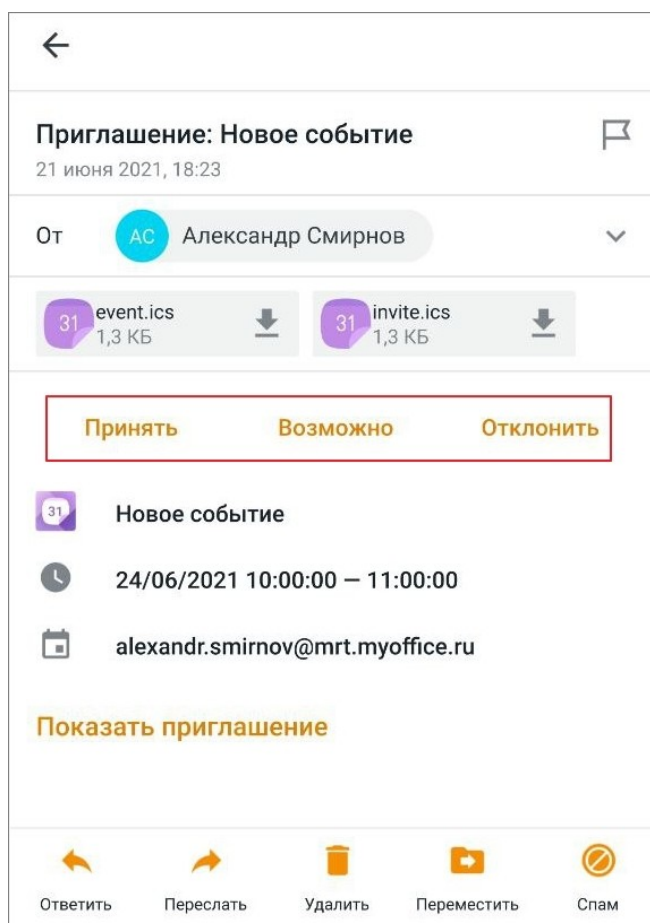 Приглашение: Новое событие
21 июня 2021, 18:23
От АС Александр Смирнов
31 event.ics 31 invite.ics
1,3 КБ 1,3 КБ
Принять Возможно Отклонить
31 Новое событие
24/06/2021 10:00:00 — 11:00:00
alexandr.smirnov@mrt.myoffice.ru
Показать приглашение
Ответить Переслать Удалить Переместить Спам